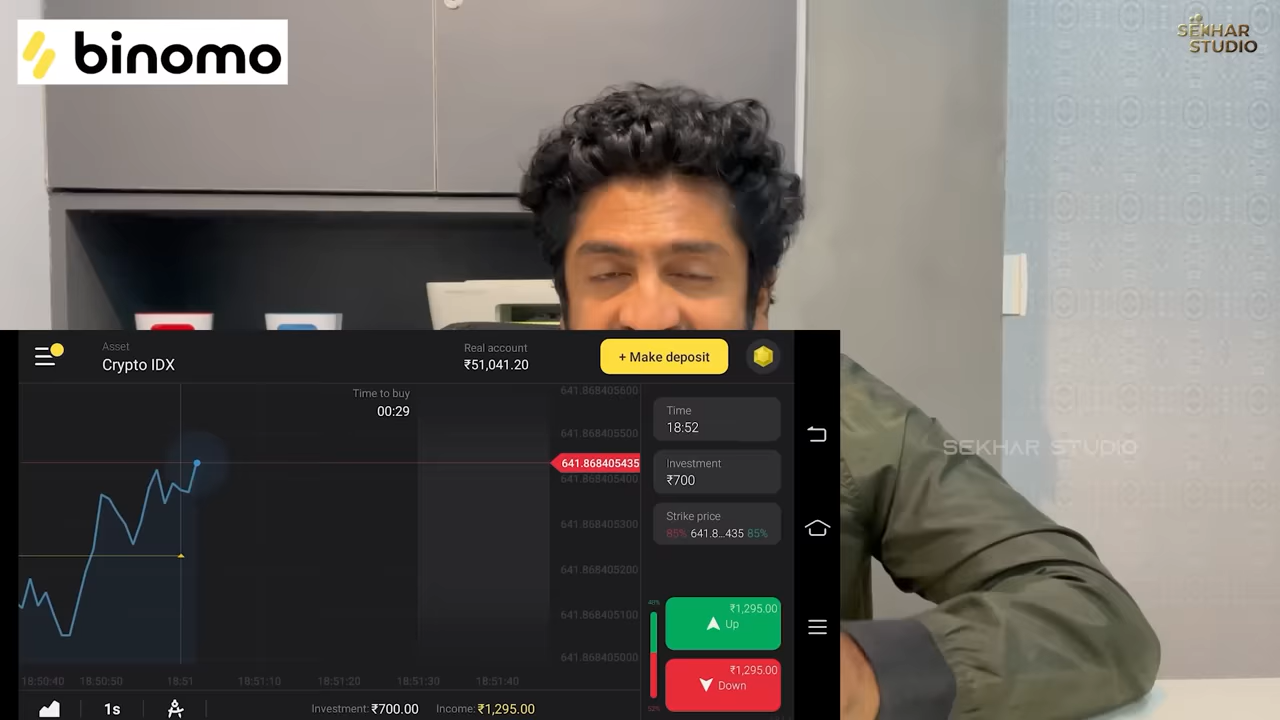 binomo
SEKHAR
STUDIO
Asset
Crypto IDX
Real account
₹51,041.20
+ Make deposit
Time to buy
00:29
641.868405600
641.868405500
641.868405435
641.868405400
641.868405300
641.868405200
641.868405100
641.868405000
Time
18:52
Investment
₹700
Strike price
85% 641.8...435 85%
SEKHAR STUDIO
48%
₹1,295.00
Up
₹1,295.00
Down
52%
18:50:40 18:50:50 18:51 18:51:10 18:51:20 18:51:30 18:51:40
1s
Investment: ₹700.00 Income: ₹1,295.00